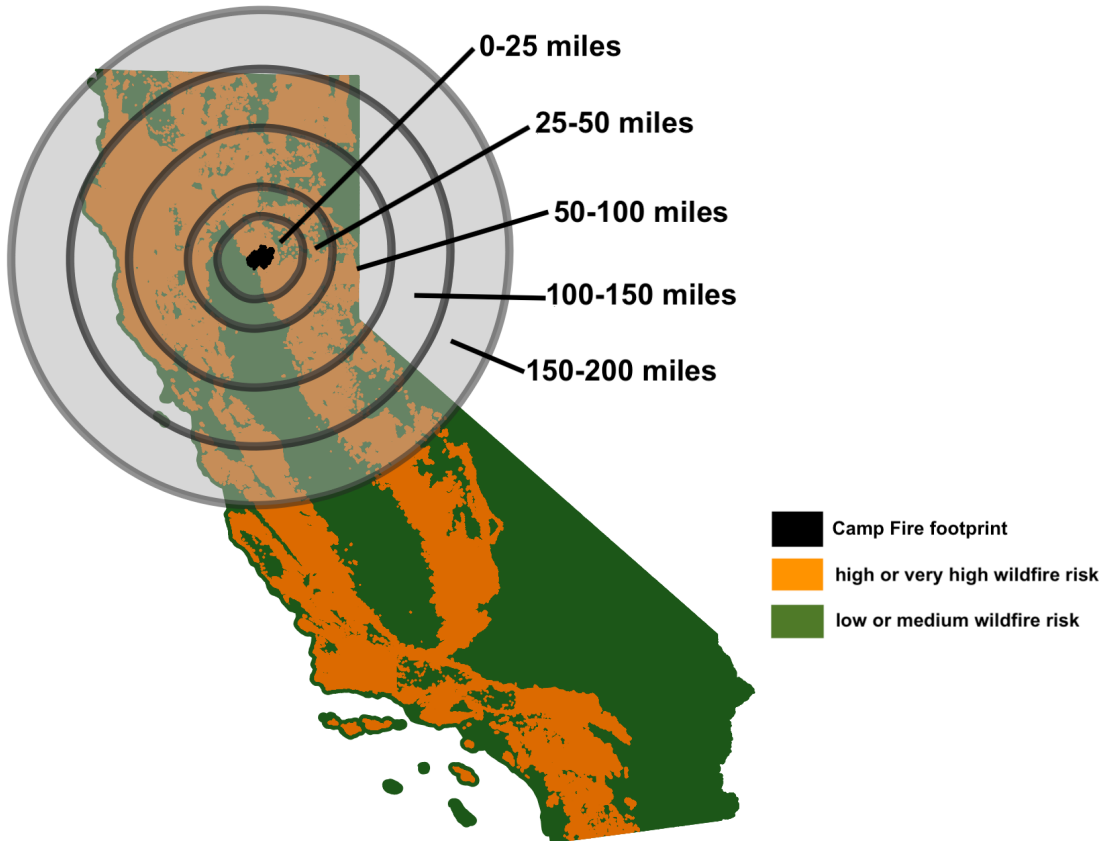 0-25 miles
25-50 miles
50-100 miles
100-150 miles
150-200 miles
Camp Fire footprint
high or very high wildfire risk
low or medium wildfire risk